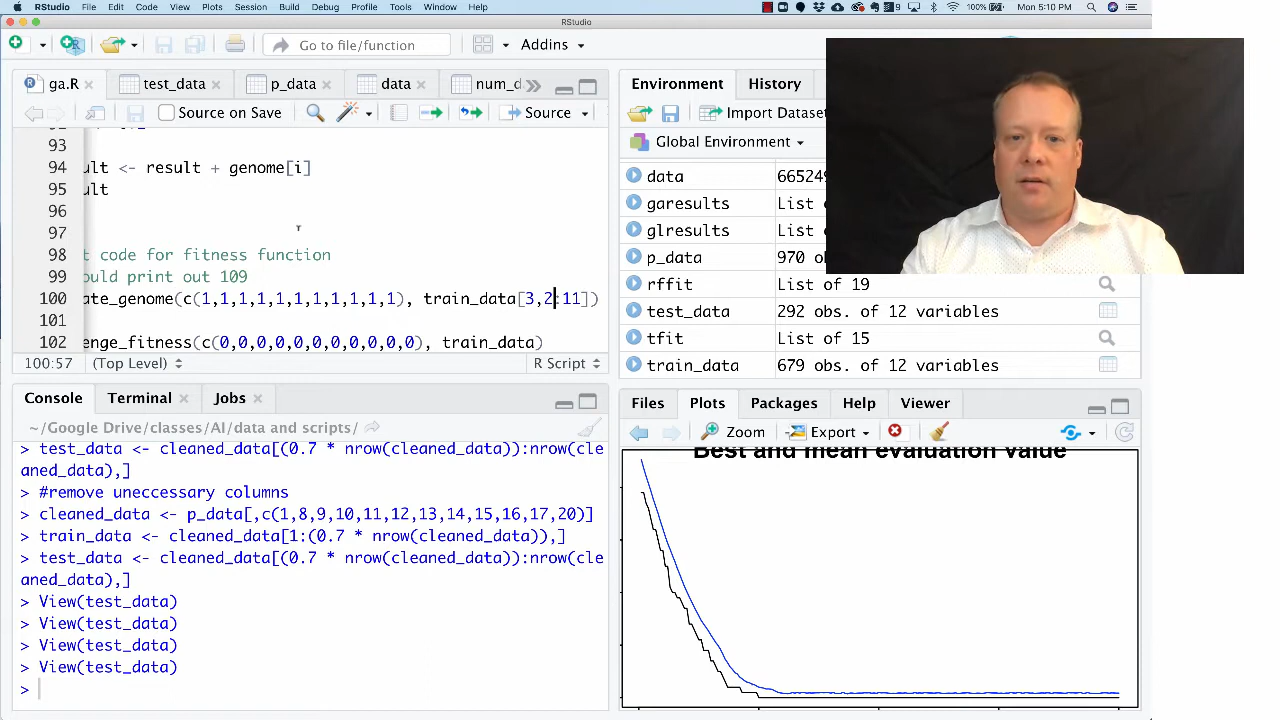 RStudio File Edit Code View Plots Session Build Debug Profile Tools Window Help
100% Mon 5:10 PM
RStudio
Go to file/function
Addins
ga.R
test_data
p_data
data
num_d
Source on Save
Source
93
94 ult <- result + genome[i]
95 ult
96
97
98 t code for fitness function
99 ould print out 109
100 ate_genome(c(1,1,1,1,1,1,1,1,1,1,1), train_data[3,2:11])
101
102 enge_fitness(c(0,0,0,0,0,0,0,0,0,0), train_data)
100:57 (Top Level) R Script
Console Terminal Jobs
~/Google Drive/classes/AI/data and scripts/
> test_data <- cleaned_data[(0.7 * nrow(cleaned_data)):nrow(cle
aned_data),]
> #remove uneccessary columns
> cleaned_data <- p_data[,c(1,8,9,10,11,12,13,14,15,16,17,20)]
> train_data <- cleaned_data[1:(0.7 * nrow(cleaned_data)),]
> test_data <- cleaned_data[(0.7 * nrow(cleaned_data)):nrow(cle
aned_data),]
> View(test_data)
> View(test_data)
> View(test_data)
> View(test_data)
>
Environment History
Import Dataset
Global Environment
data 665249
garesults List of
glresults List of
p_data 970 ob
rffit List of 19
test_data 292 obs. of 12 variables
tfit List of 15
train_data 679 obs. of 12 variables
Files Plots Packages Help Viewer
Zoom Export
Best and mean evaluation value